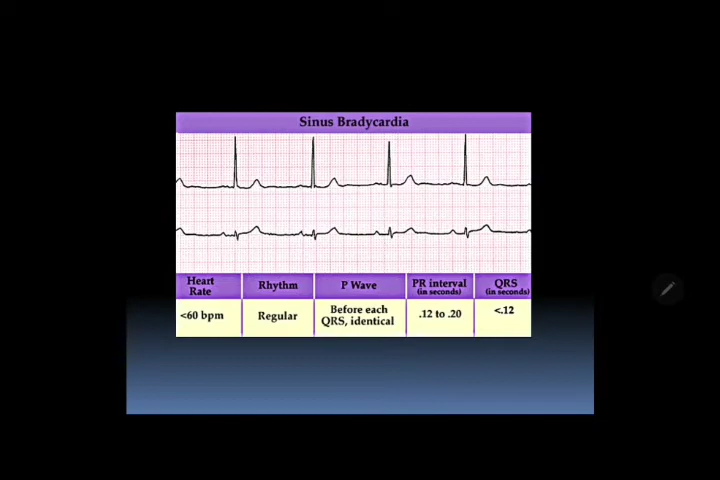 Sinus Bradycardia
Heart Rate
Rhythm
P Wave
PR interval (in seconds)
QRS (in seconds)
<60 bpm
Regular
Before each QRS, identical
.12 to .20
<.12